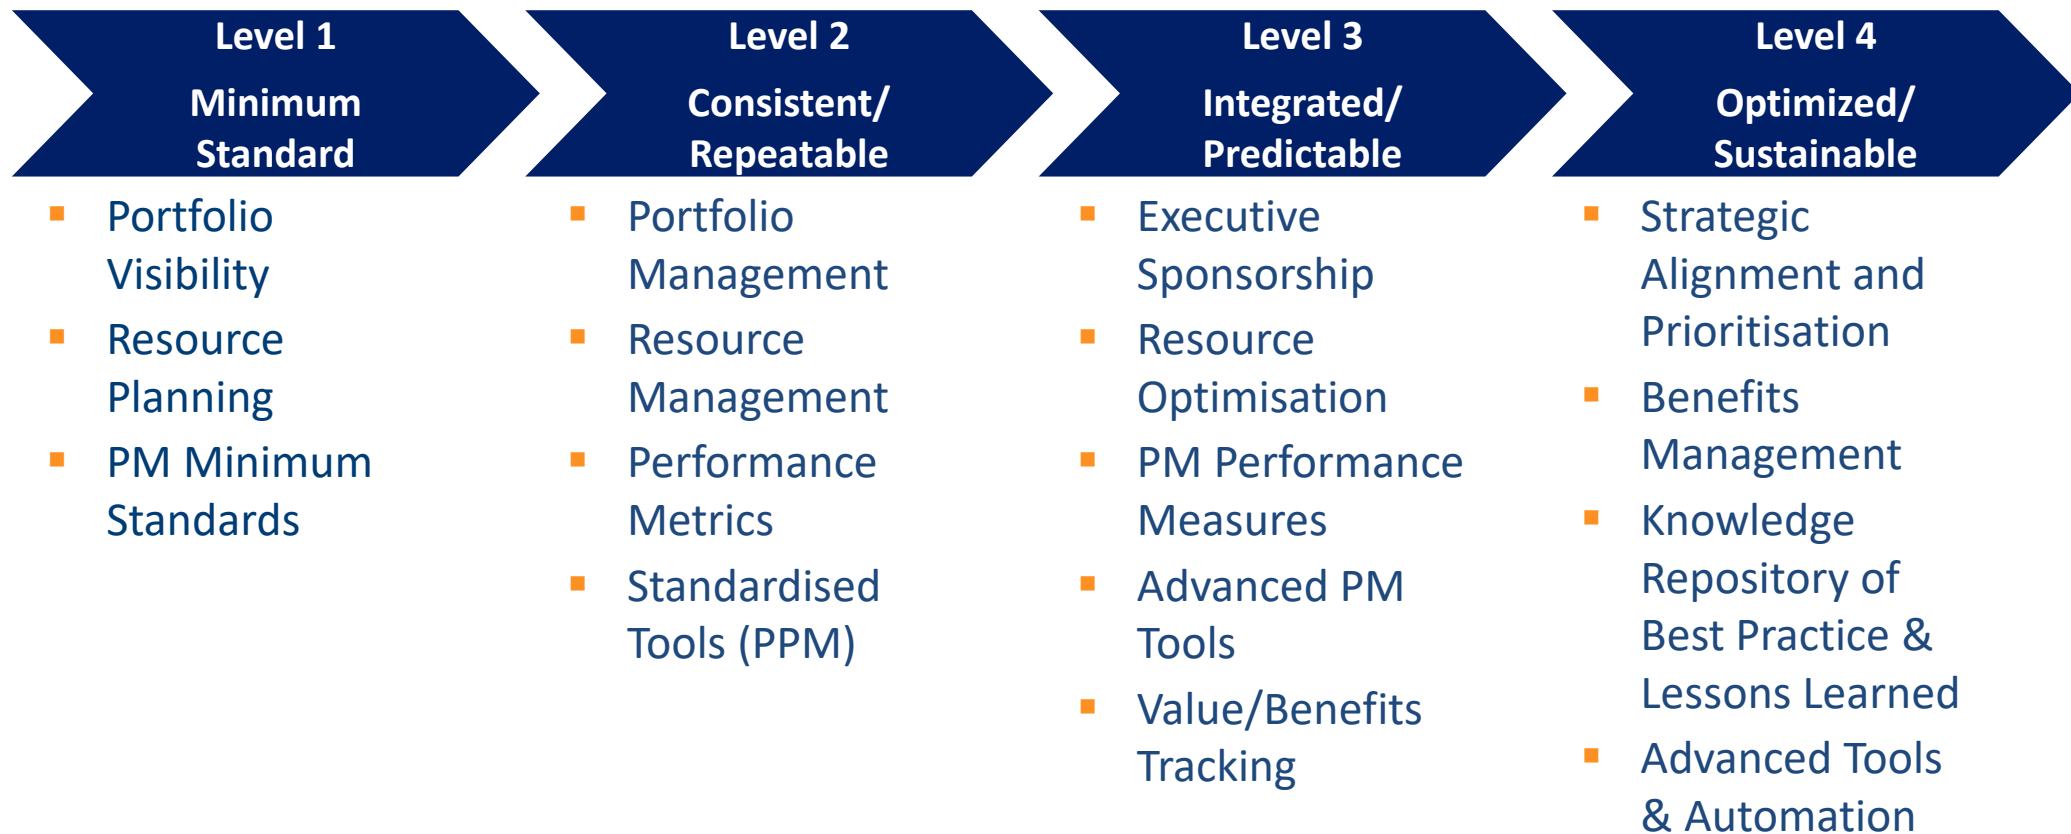 Level 1
Minimum
Standard
Portfolio
Visibility
Resource
Planning
PM Minimum
Standards
Level 2
Consistent/
Repeatable
Portfolio
Management
Resource
Management
Performance
Metrics
Standardised
Tools (PPM)
Level 3
Integrated/
Predictable
Executive
Sponsorship
Resource
Optimisation
PM Performance
Measures
Advanced PM
Tools
Value/Benefits
Tracking
Level 4
Optimized/
Sustainable
Strategic
Alignment and
Prioritisation
Benefits
Management
Knowledge
Repository of
Best Practice &
Lessons Learned
Advanced Tools
& Automation